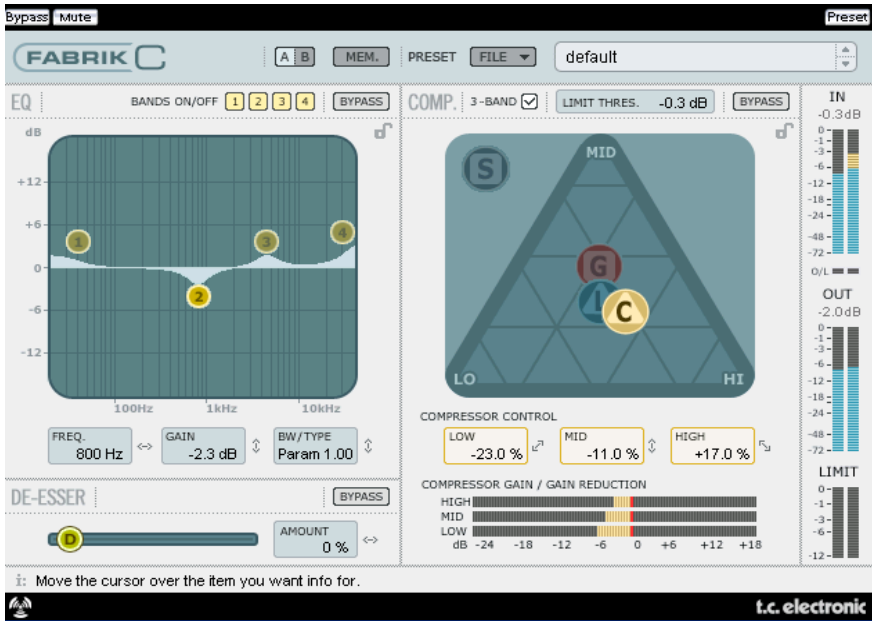 Bypass Mute Preset
FABRIK C A B MEM. PRESET FILE default
EQ BANDS ON/OFF 1 2 3 4 BYPASS
dB
+12
+6
0
-6
-12
1
2
3
4
100Hz 1kHz 10kHz
FREQ. GAIN BW/TYPE
800 Hz -2.3 dB Param 1.00
DE-ESSER BYPASS
D AMOUNT
0 %
COMP. 3-BAND LIMIT THRES. -0.3 dB BYPASS
S
MID
G
L
C
LO HI
COMPRESSOR CONTROL
LOW MID HIGH
-23.0 % -11.0 % +17.0 %
COMPRESSOR GAIN / GAIN REDUCTION
HIGH
MID
LOW
dB -24 -18 -12 -6 0 +6 +12 +18
IN
-0.3dB
0
-1
-3
-6
-12
-18
-24
-48
-72
O/L
OUT
-2.0dB
0
-1
-3
-6
-12
-18
-24
-48
-72
LIMIT
0
-1
-3
-6
-12
i: Move the cursor over the item you want info for.
t.c. electronic